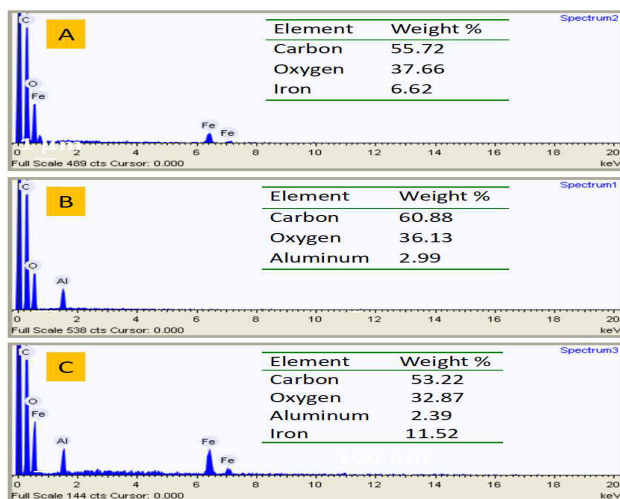 A
Spectrum2
Element Weight %
Carbon 55.72
Oxygen 37.66
Iron 6.62
C
O
Fe
Fe
Fe
0 2 4 6 8 10 12 14 16 18 20
Full Scale 489 cts Cursor: 0.000 keV
B
Spectrum1
Element Weight %
Carbon 60.88
Oxygen 36.13
Aluminum 2.99
C
O
Al
0 2 4 6 8 10 12 14 16 18 20
Full Scale 538 cts Cursor: 0.000 keV
C
Spectrum3
Element Weight %
Carbon 53.22
Oxygen 32.87
Aluminum 2.39
Iron 11.52
C
O
Fe
Al
Fe
Fe
0 2 4 6 8 10 12 14 16 18 20
Full Scale 144 cts Cursor: 0.000 keV